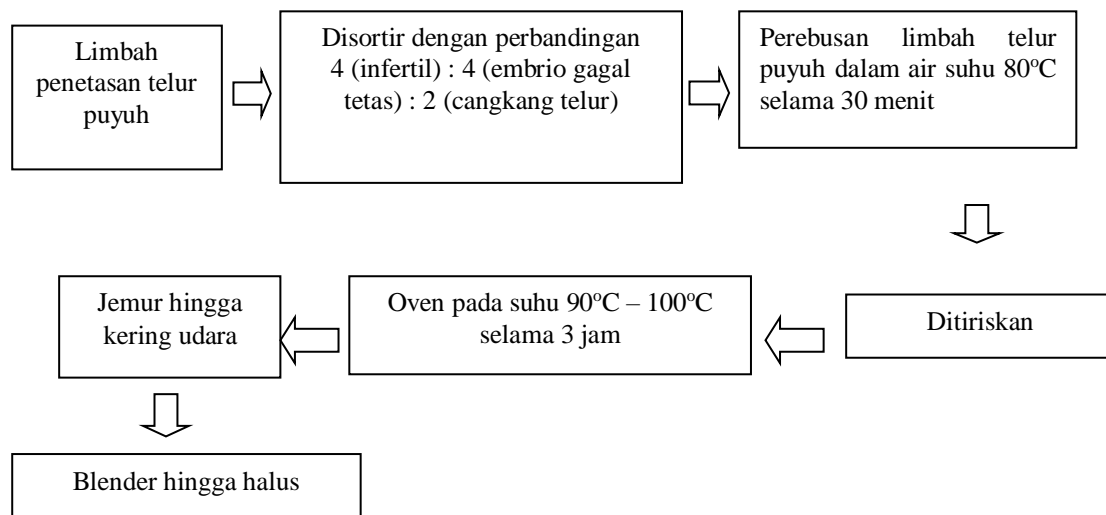 Limbah
penetasan telur
puyuh
Disortir dengan perbandingan
4 (infertil) : 4 (embrio gagal
tetas) : 2 (cangkang telur)
Perebusan limbah telur
puyuh dalam air suhu 80°C
selama 30 menit
Ditiriskan
Oven pada suhu 90°C – 100°C
selama 3 jam
Jemur hingga
kering udara
Blender hingga halus